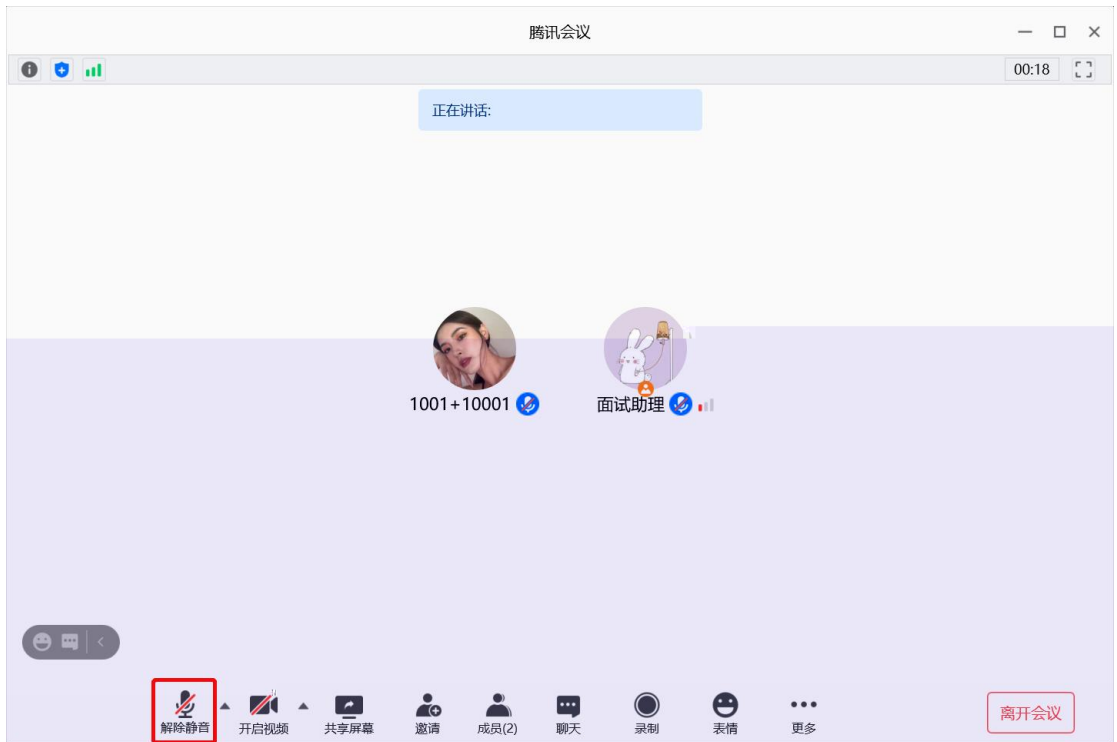 腾讯会议
00:18
正在讲话:
1001+10001
面试助理
解除静音
开启视频
共享屏幕
邀请
成员(2)
聊天
录制
表情
更多
离开会议